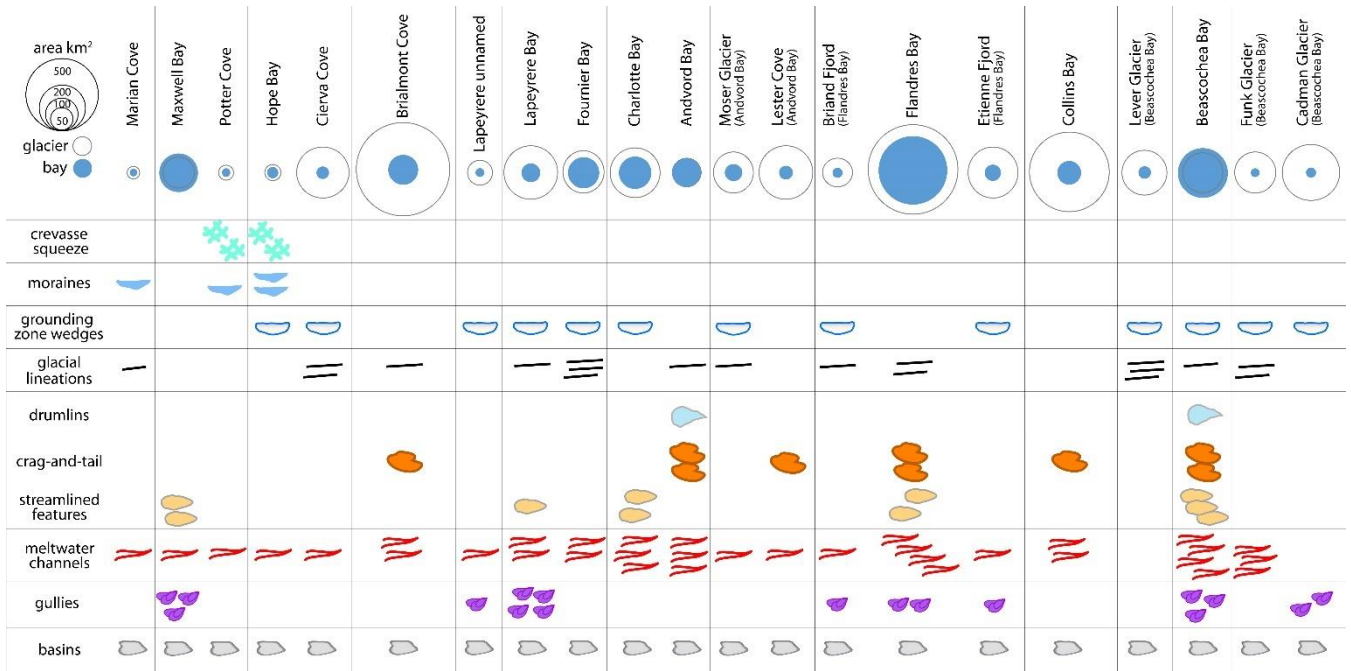 area km²
500
200
100
50
glacier
bay
Marian Cove
Maxwell Bay
Potter Cove
Hope Bay
Cierva Cove
Brialmont Cove
Lapeyrere unnamed
Lapeyrere Bay
Fournier Bay
Charlotte Bay
Andvord Bay
Moser Glacier
(Andvord Bay)
Lester Cove
(Andvord Bay)
Briand Fjord
(Flandres Bay)
Flandres Bay
Etienne Fjord
(Flandres Bay)
Collins Bay
Lever Glacier
(Beascochea Bay)
Beascochea Bay
Funk Glacier
(Beascochea Bay)
Cadman Glacier
(Beascochea Bay)
crevasse
squeeze
moraines
grounding
zone wedges
glacial
lineations
drumlins
crag-and-tail
streamlined
features
meltwater
channels
gullies
basins